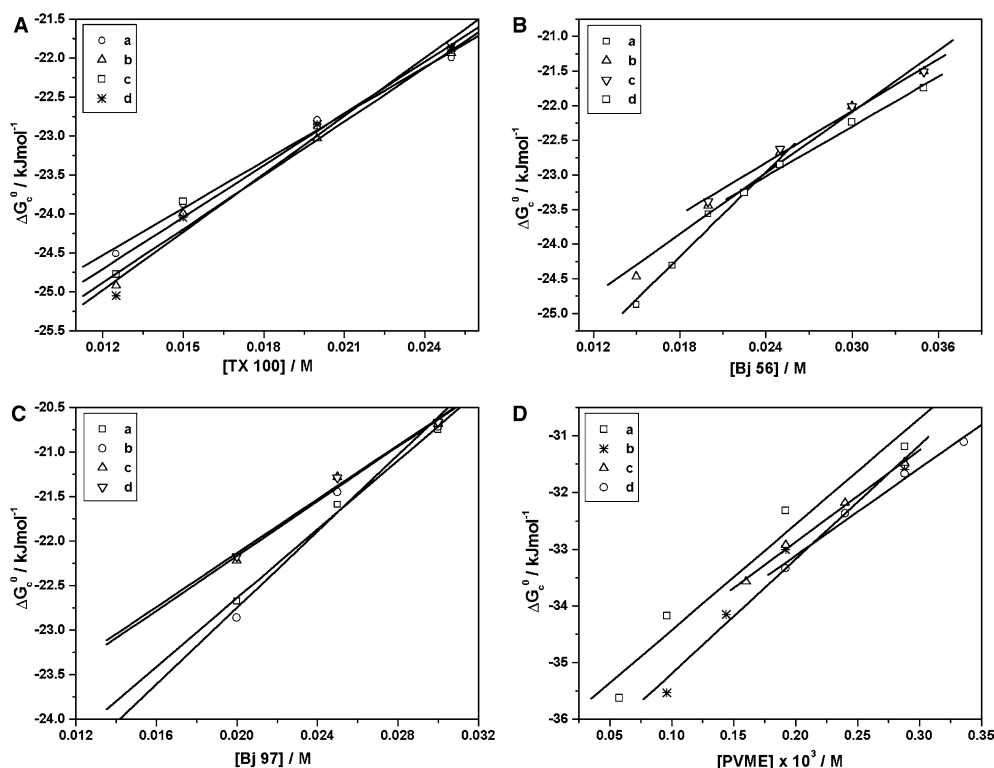 A
-21.5
-22.0
-22.5
-23.0
-23.5
-24.0
-24.5
-25.0
-25.5
ΔG_c^0 / kJmol^-1
a
b
c
d
0.012 0.015 0.018 0.021 0.024
[TX 100] / M
B
-21.0
-21.5
-22.0
-22.5
-23.0
-23.5
-24.0
-24.5
-25.0
ΔG_c^0 / kJmol^-1
a
b
c
d
0.012 0.018 0.024 0.030 0.036
[Bj 56] / M
C
-20.5
-21.0
-21.5
-22.0
-22.5
-23.0
-23.5
-24.0
ΔG_c^0 / kJmol^-1
a
b
c
d
0.012 0.016 0.020 0.024 0.028 0.032
[Bj 97] / M
D
-31
-32
-33
-34
-35
-36
ΔG_c^0 / kJmol^-1
a
b
c
d
0.05 0.10 0.15 0.20 0.25 0.30 0.35
[PVME] x 10^3 / M